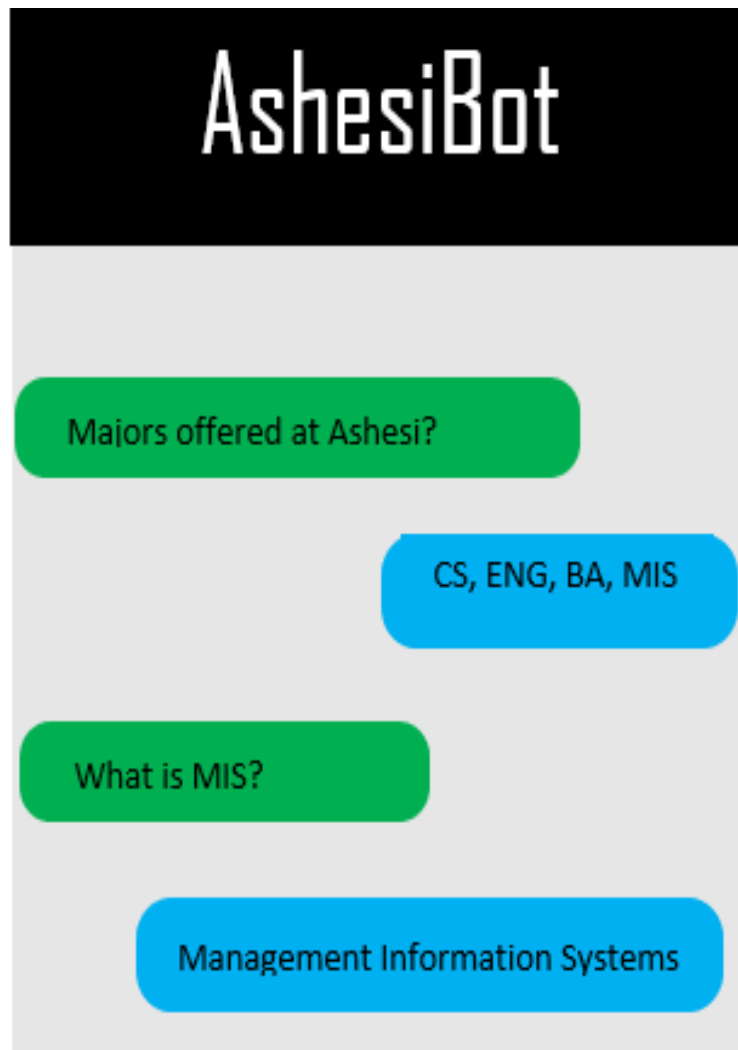 AshesiBot
Majors offered at Ashesi?
CS, ENG, BA, MIS
What is MIS?
Management Information Systems